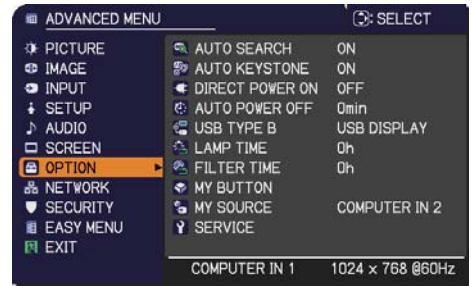 ADVANCED MENU : SELECT
PICTURE
IMAGE
INPUT
SETUP
AUDIO
SCREEN
OPTION
NETWORK
SECURITY
EASY MENU
EXIT
AUTO SEARCH ON
AUTO KEYSTONE ON
DIRECT POWER ON OFF
AUTO POWER OFF 0min
USB TYPE B USB DISPLAY
LAMP TIME 0h
FILTER TIME 0h
MY BUTTON
MY SOURCE COMPUTER IN 2
SERVICE
COMPUTER IN 1 1024 x 768 @60Hz